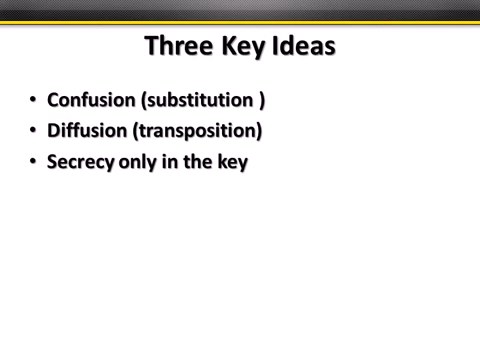 Three Key Ideas
• Confusion (substitution )
• Diffusion (transposition)
• Secrecy only in the key